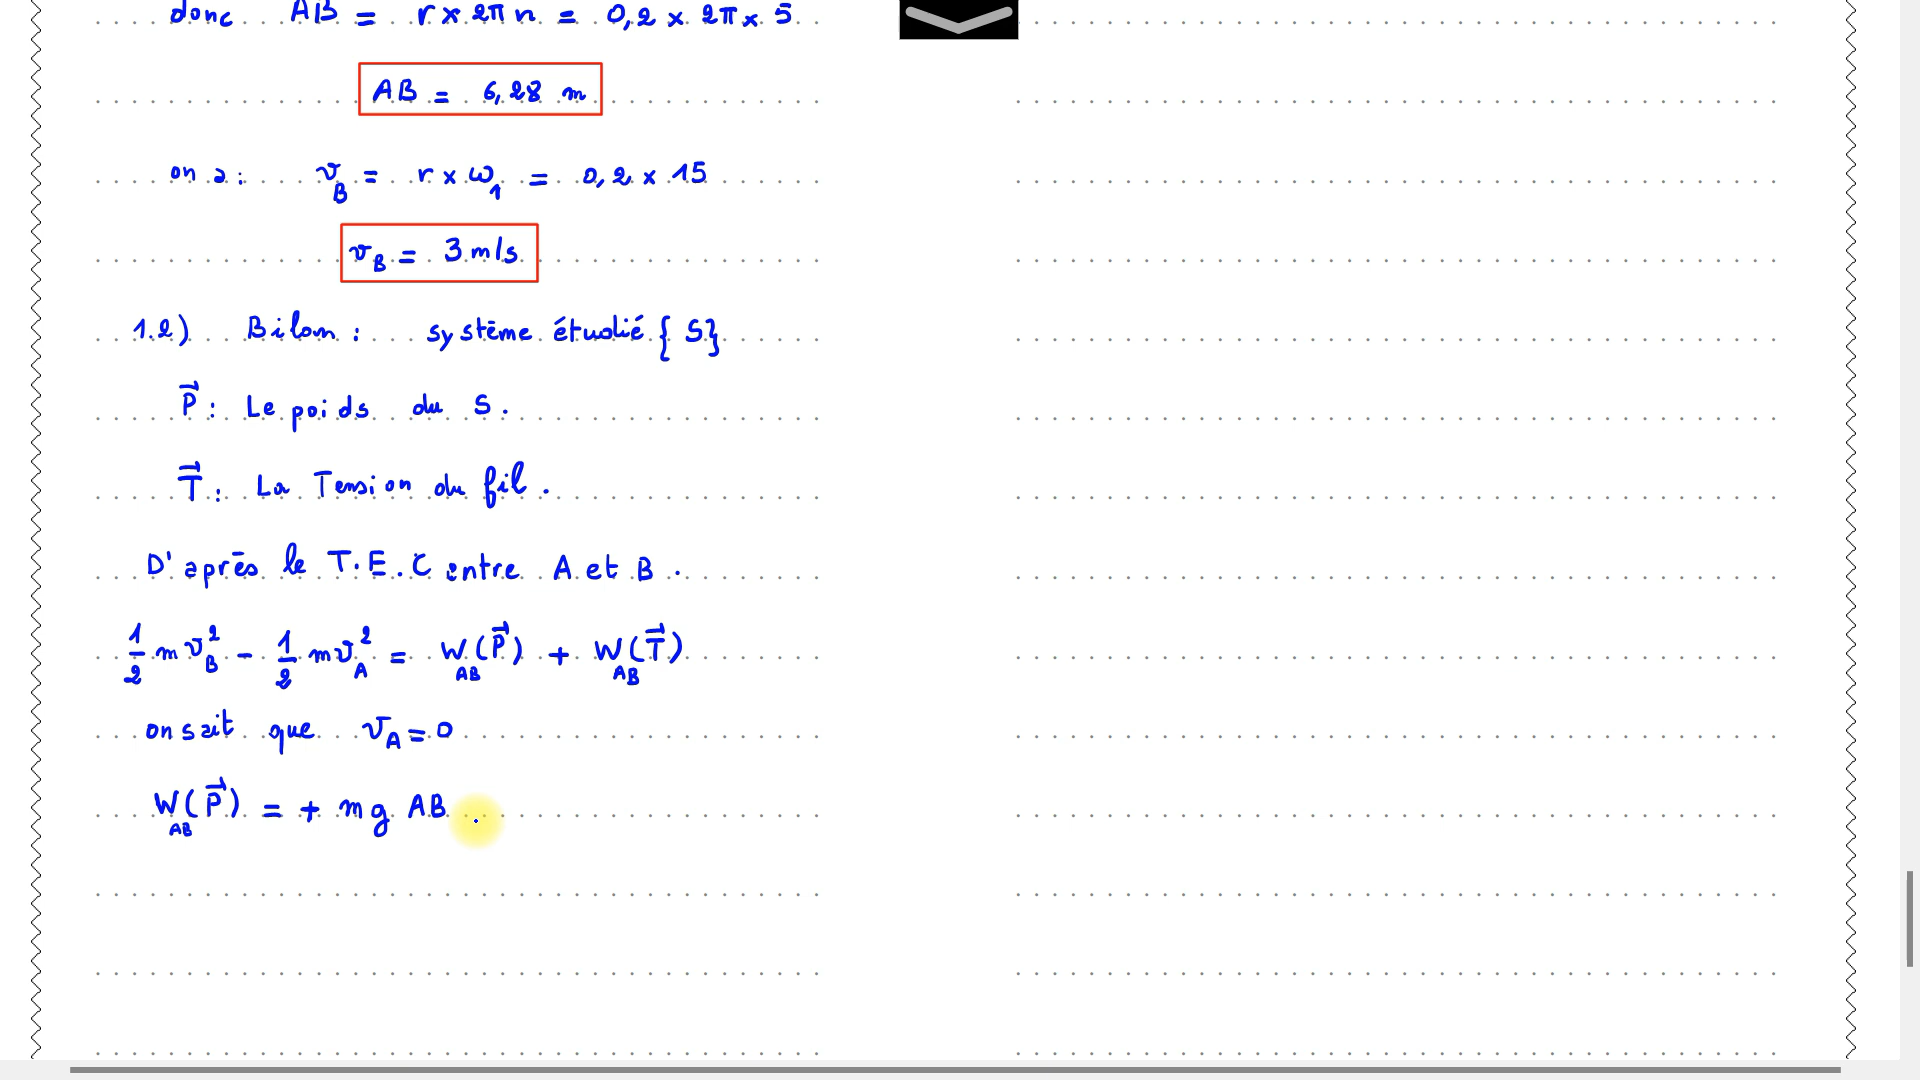 donc AB = r x 2π n = 0,2 x 2π x 5
AB = 6,28 m
on a : v_B = r x ω_1 = 0,2 x 15
v_B = 3 m/s
1.2) Bilan : système étudié { S}
P⃗ : Le poids du S.
T⃗ : La Tension du fil.
D'après le T.E.C entre A et B.
1/2 m v_B^2 - 1/2 m v_A^2 = W_AB(P⃗) + W_AB(T⃗)
on sait que v_A = 0
W_AB(P⃗) = + mg AB